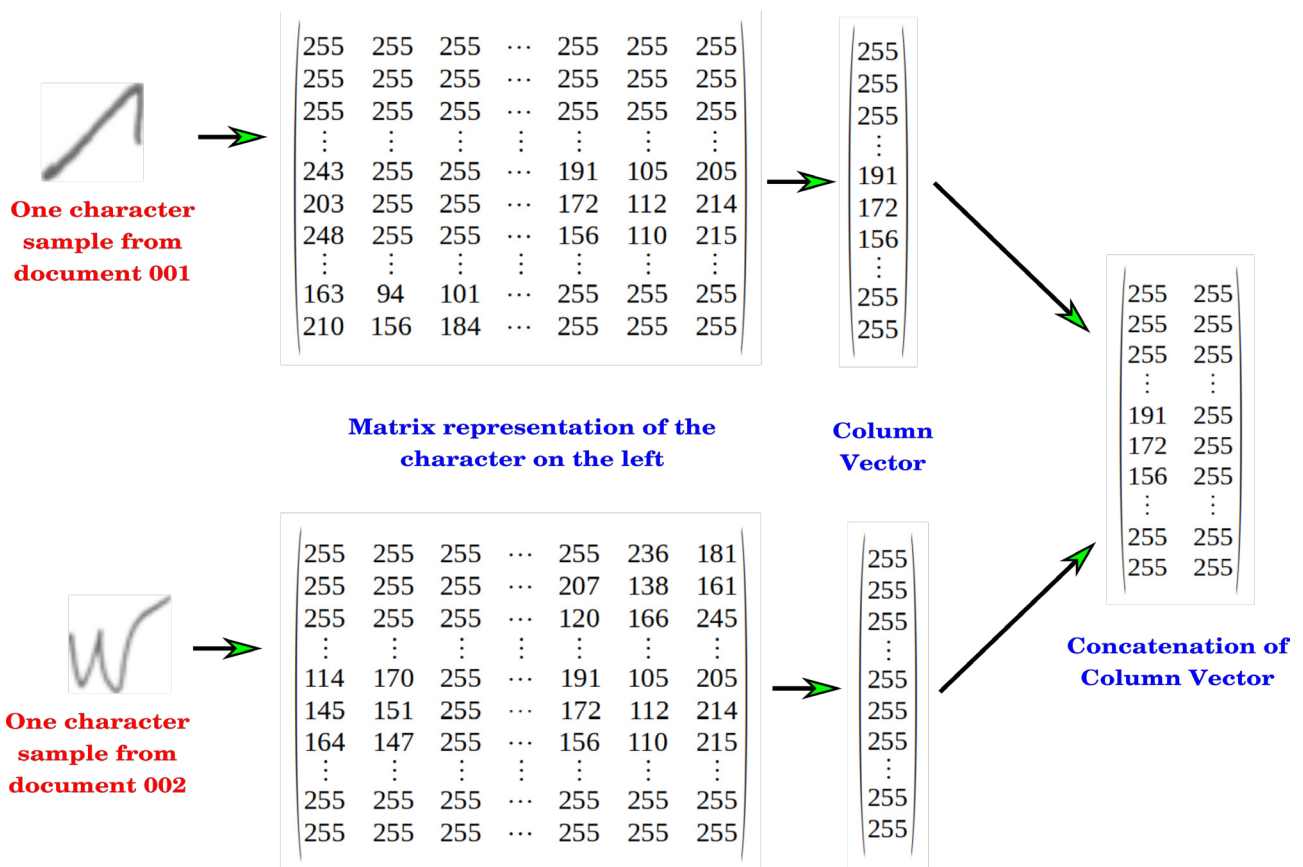 255 255 255 ⋯ 255 255 255
255 255 255 ⋯ 255 255 255
255 255 255 ⋯ 255 255 255
⋮ ⋮ ⋮ ⋮ ⋮ ⋮ ⋮
243 255 255 ⋯ 191 105 205
203 255 255 ⋯ 172 112 214
248 255 255 ⋯ 156 110 215
⋮ ⋮ ⋮ ⋮ ⋮ ⋮ ⋮
163 94 101 ⋯ 255 255 255
210 156 184 ⋯ 255 255 255
255
255
255
⋮
191
172
156
⋮
255
255
One character
sample from
document 001
Matrix representation of the
character on the left
Column
Vector
255 255
255 255
255 255
⋮ ⋮
191 255
172 255
156 255
⋮ ⋮
255 255
255 255
Concatenation of
Column Vector
255 255 255 ⋯ 255 236 181
255 255 255 ⋯ 207 138 161
255 255 255 ⋯ 120 166 245
⋮ ⋮ ⋮ ⋮ ⋮ ⋮ ⋮
114 170 255 ⋯ 191 105 205
145 151 255 ⋯ 172 112 214
164 147 255 ⋯ 156 110 215
⋮ ⋮ ⋮ ⋮ ⋮ ⋮ ⋮
255 255 255 ⋯ 255 255 255
255 255 255 ⋯ 255 255 255
255
255
255
⋮
255
255
255
⋮
255
255
One character
sample from
document 002